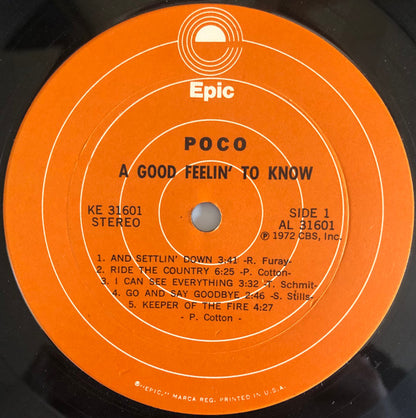 Epic
POCO
A GOOD FEELIN' TO KNOW
KE 31601
STEREO
SIDE 1
AL 31601
℗ 1972 CBS, Inc.
1. AND SETTLIN' DOWN 3:41 -R. Furay-
2. RIDE THE COUNTRY 6:25 -P. Cotton-
3. I CAN SEE EVERYTHING 3:32 -T. Schmit-
4. GO AND SAY GOODBYE 2:46 -S. Stills-
5. KEEPER OF THE FIRE 4:27
- P. Cotton -
®"EPIC," MARCA REG. PRINTED IN U.S.A.